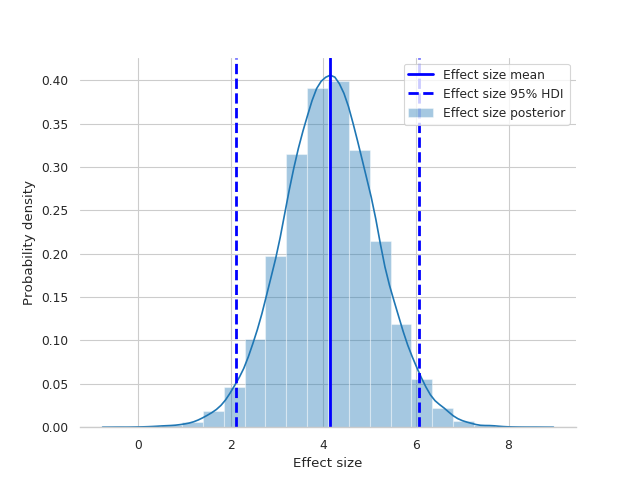 0.40
0.35
0.30
0.25
0.20
0.15
0.10
0.05
0.00
Probability density
0 2 4 6 8
Effect size
Effect size mean
Effect size 95% HDI
Effect size posterior